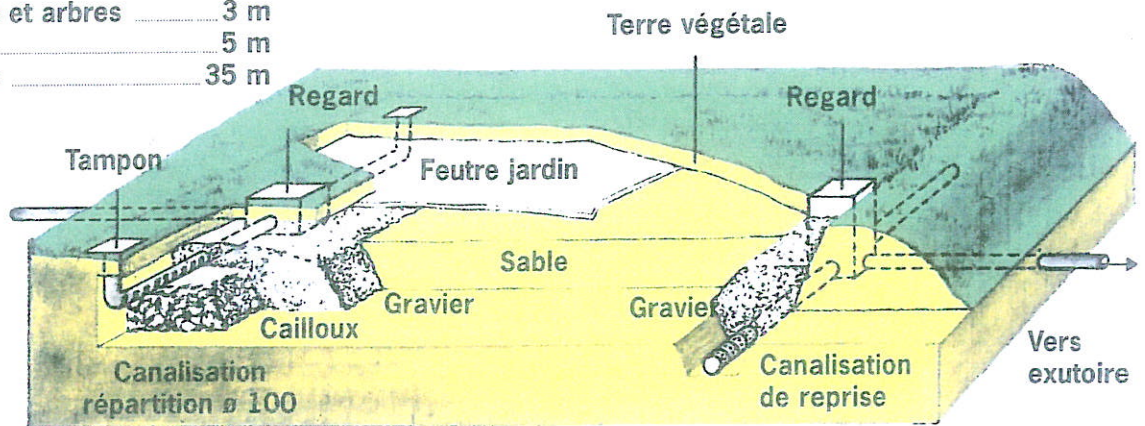 et arbres ........ 3 m
........ 5 m
........ 35 m
Terre végétale
Regard
Regard
Tampon
Feutre jardin
Sable
Gravier
Gravier
Cailloux
Canalisation
répartition ø 100
Canalisation
de reprise
Vers
exutoire